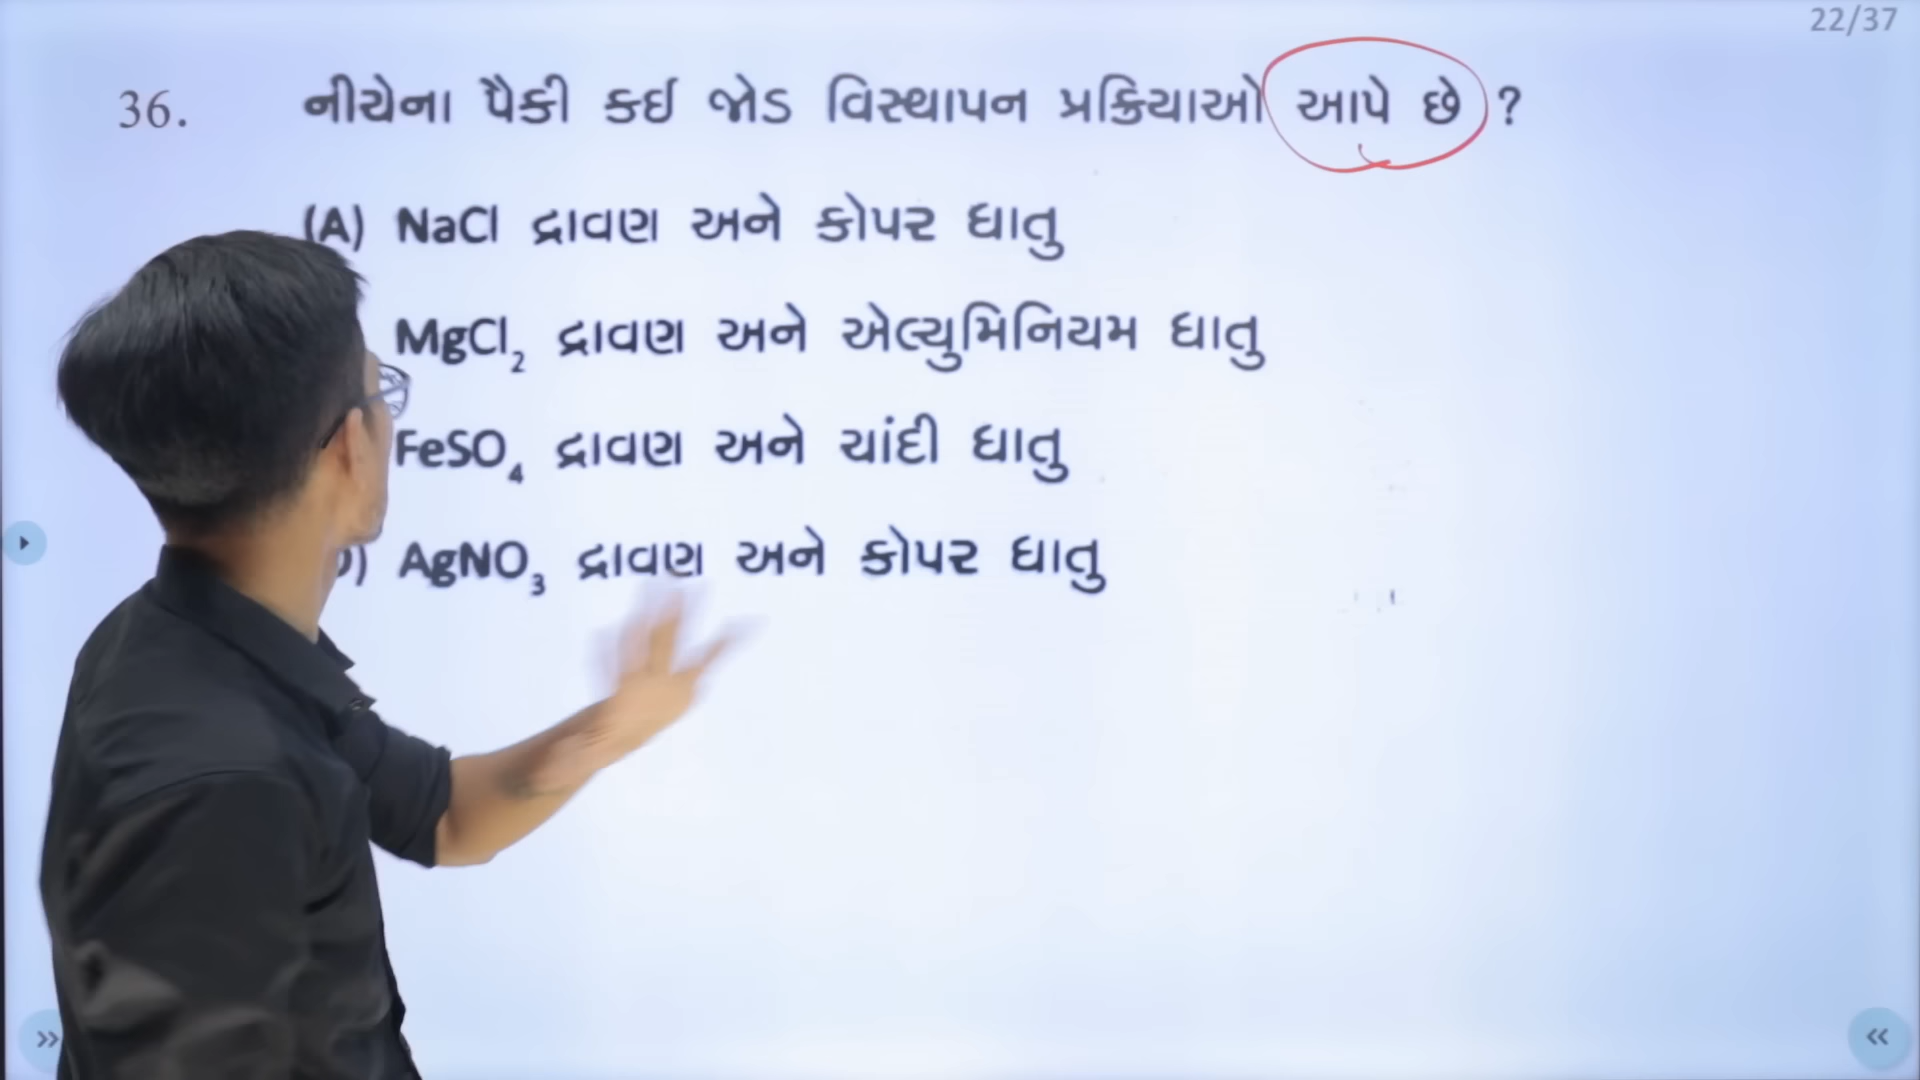 22/37
36. નીચેના પૈકી કઈ જોડ વિસ્થાપન પ્રક્રિયાઓ આપે છે ?
(A) NaCl દ્રાવણ અને કોપર ધાતુ
MgCl₂ દ્રાવણ અને એલ્યુમિનિયમ ધાતુ
FeSO₄ દ્રાવણ અને ચાંદી ધાતુ
D) AgNO₃ દ્રાવણ અને કોપર ધાતુ